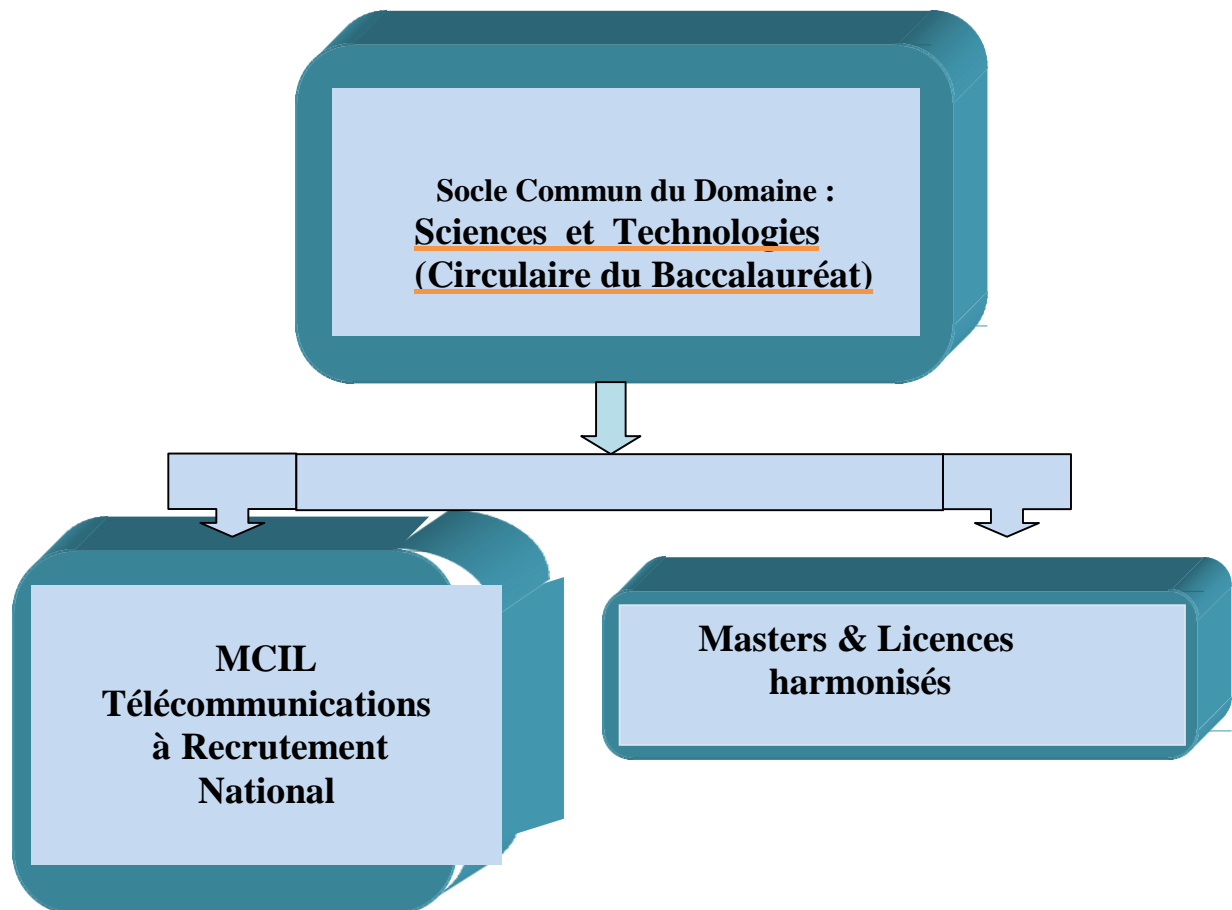 Socle Commun du Domaine :
Sciences et Technologies
(Circulaire du Baccalauréat)
MCIL
Télécommunications
à Recrutement
National
Masters & Licences
harmonisés